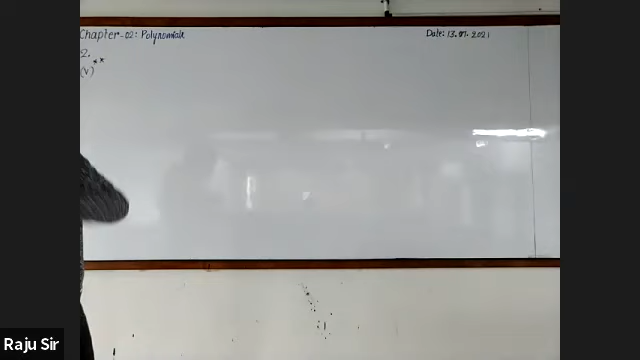 Chapter-02: Polynomials
Date: 13.07.2021
2.
(v) **
Raju Sir